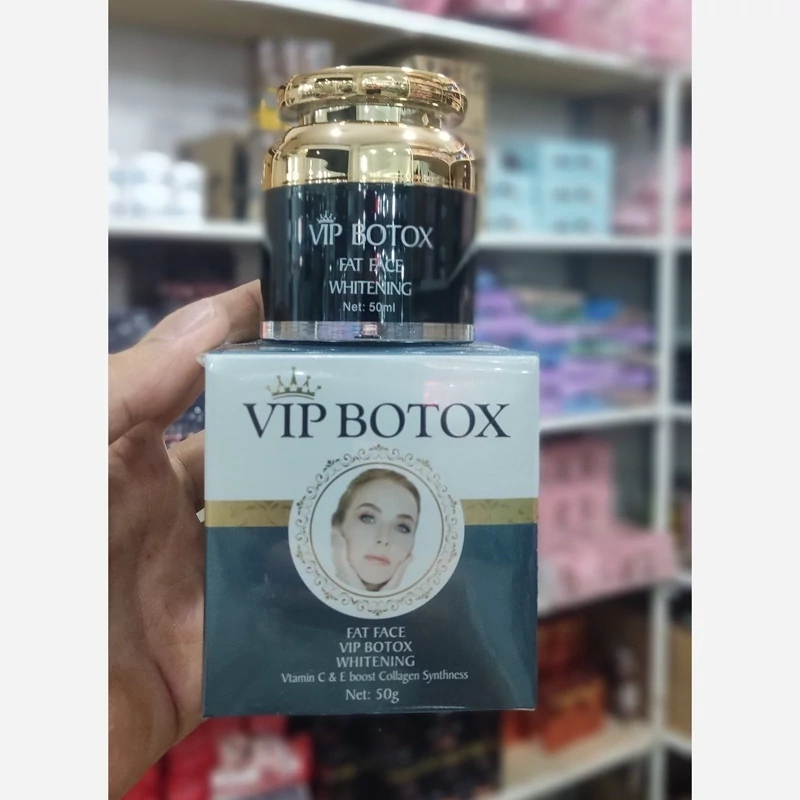 VIP BOTOX
FAT FACE
WHITENING
Net: 50ml
VIP BOTOX
FAT FACE
VIP BOTOX
WHITENING
Vtamin C & E boost Collagen Synthness
Net: 50g